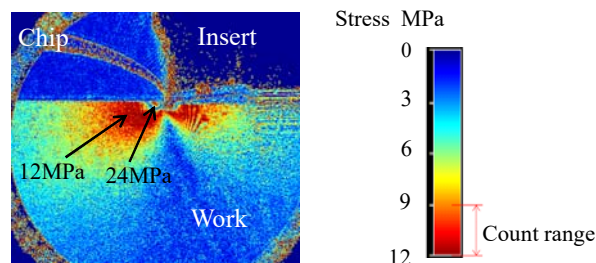 Chip
Insert
12MPa
24MPa
Work
Stress MPa
0
3
6
9
12
Count range